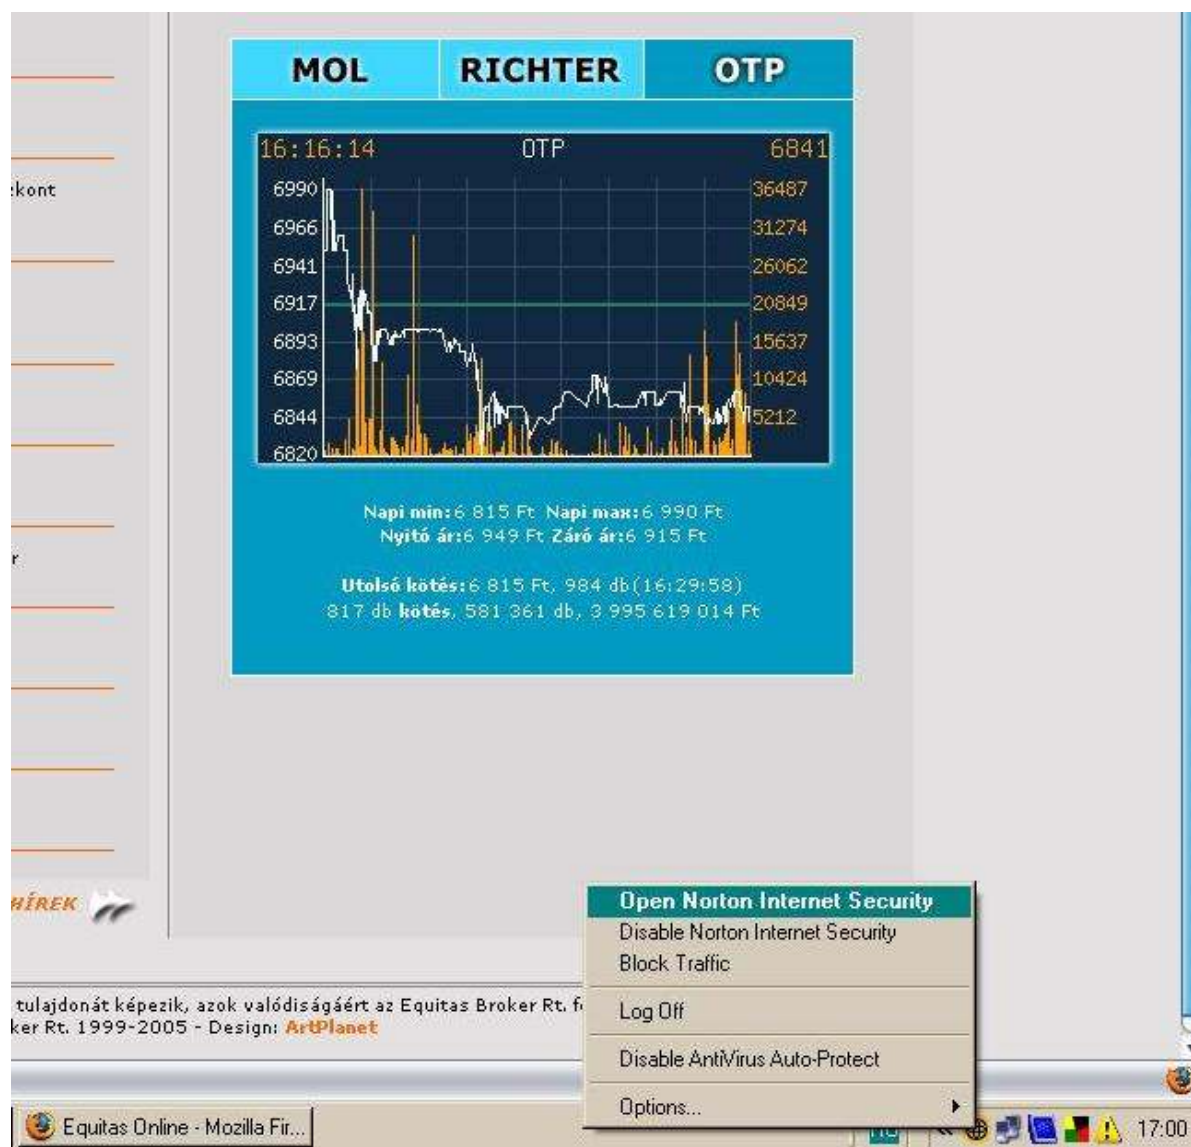 MOL RICHTER OTP
16:16:14 OTP 6841
6990 36487
6966 31274
6941 26062
6917 20849
6893 15637
6869 10424
6844 5212
6820
Napi min:6 815 Ft Napi max:6 990 Ft
Nyitó ár:6 949 Ft Záró ár:6 915 Ft
Utolsó kötés:6 815 Ft, 984 db(16:29:58)
817 db kötés, 581 361 db, 3 995 619 014 Ft
kont
r
HÍREK
Open Norton Internet Security
Disable Norton Internet Security
Block Traffic
Log Off
Disable AntiVirus Auto-Protect
Options...
tulajdonát képezik, azok valódiságáért az Equitas Broker Rt. f
ker Rt. 1999-2005 - Design: ArtPlanet
Equitas Online - Mozilla Fir...
17:00